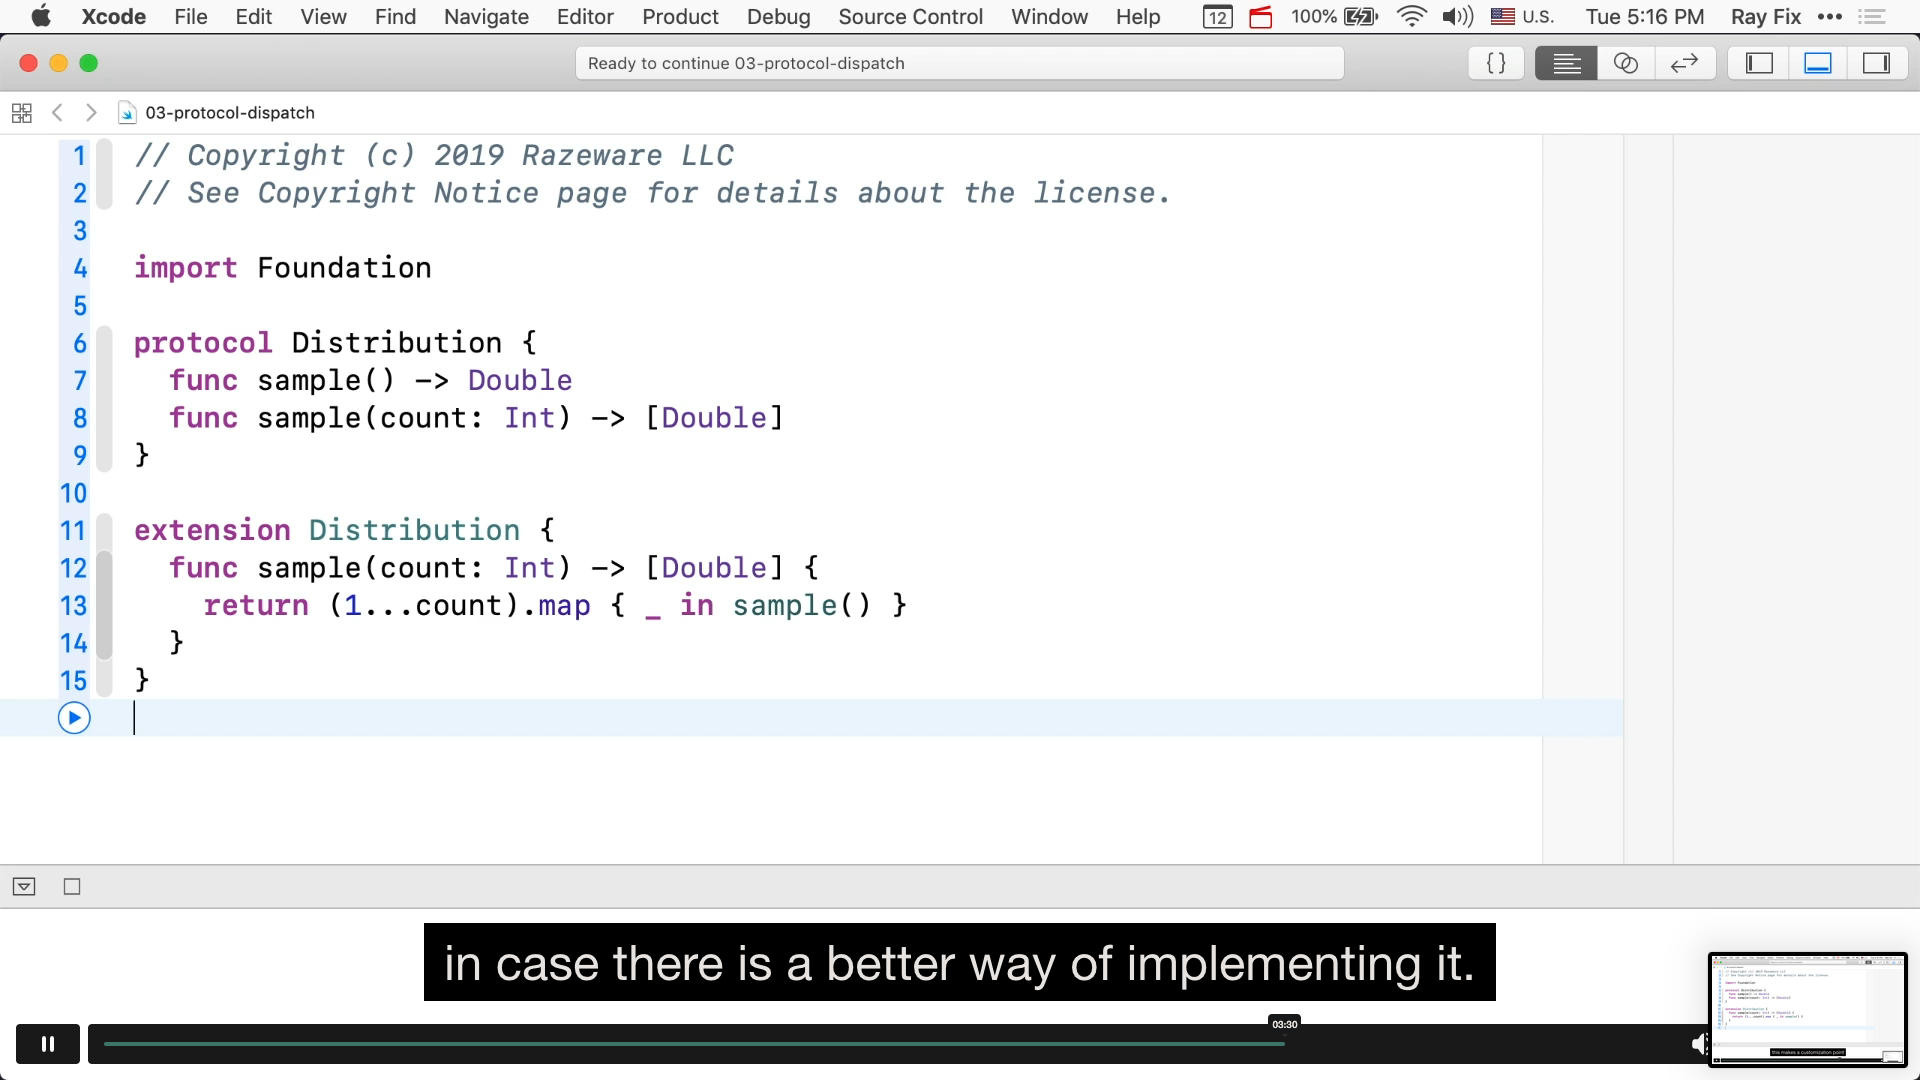 Xcode File Edit View Find Navigate Editor Product Debug Source Control Window Help 12 100% U.S. Tue 5:16 PM Ray Fix
Ready to continue 03-protocol-dispatch
03-protocol-dispatch
1 // Copyright (c) 2019 Razeware LLC
2 // See Copyright Notice page for details about the license.
3
4 import Foundation
5
6 protocol Distribution {
7 func sample() -> Double
8 func sample(count: Int) -> [Double]
9 }
10
11 extension Distribution {
12 func sample(count: Int) -> [Double] {
13 return (1...count).map { _ in sample() }
14 }
15 }
in case there is a better way of implementing it.
03:30